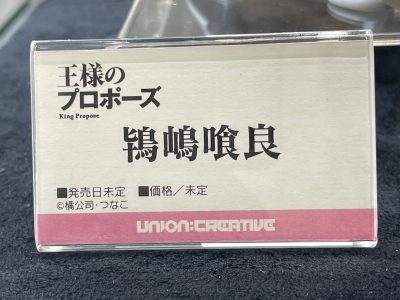 王様の
プロポーズ
King Propose
鴇嶋喰良
■発売日未定 ■価格/未定
©橘公司・つなこ
UNION:CREATIVE